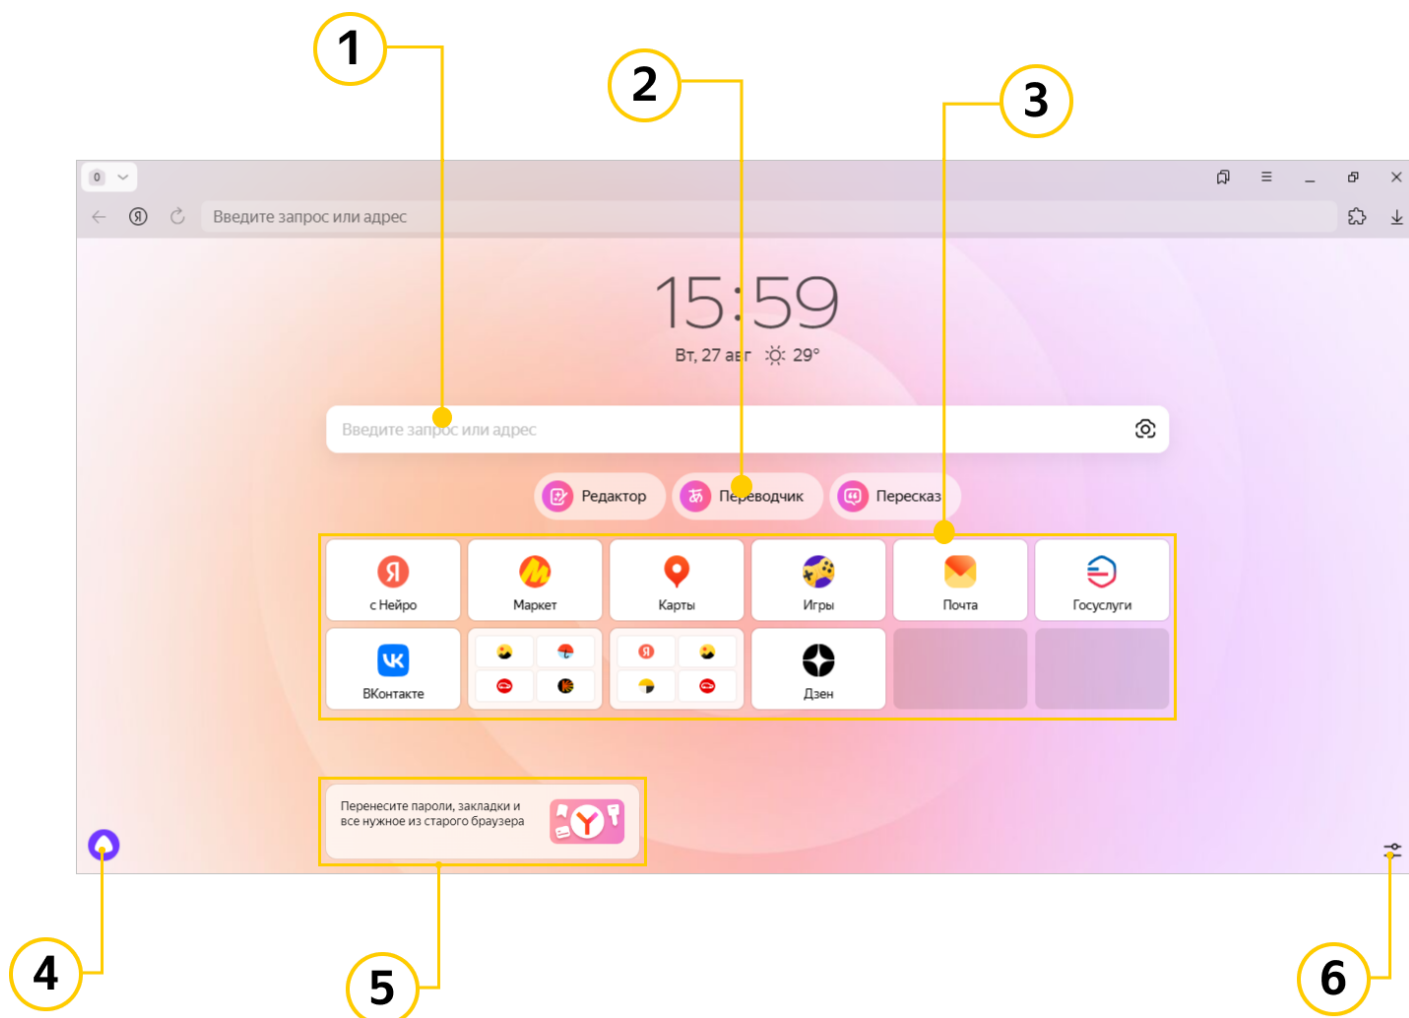 1
2
3
0
Я
Введите запрос или адрес
15:59
Вт, 27 авг 29°
Введите запрос или адрес
Редактор
あ Переводчик
Пересказ
Я
с Нейро
Маркет
Карты
Игры
Почта
Госуслуги
VK
ВКонтакте
Я
Дзен
Перенесите пароли, закладки и
все нужное из старого браузера
Y
4
5
6